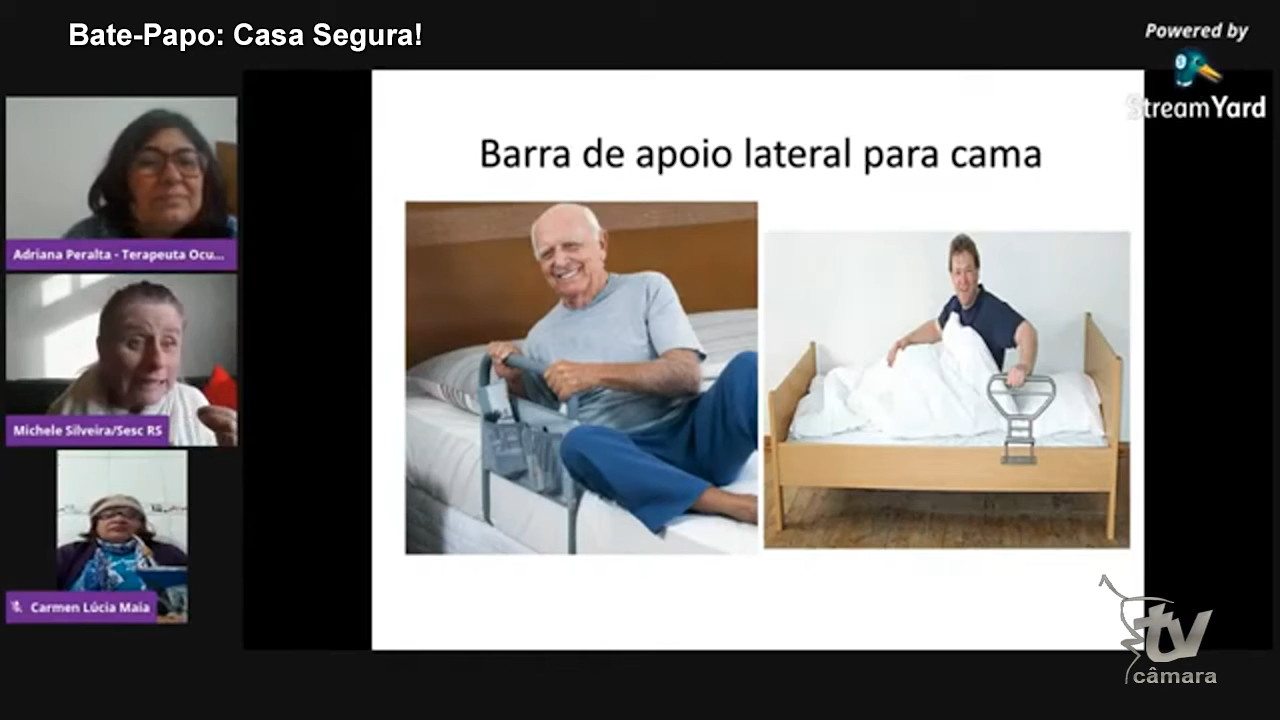 Bate-Papo: Casa Segura!
Powered by
StreamYard
Barra de apoio lateral para cama
Adriana Peralta - Terapeuta Ocu...
Michele Silveira/Sesc RS
Carmen Lúcia Maia
tv
câmara